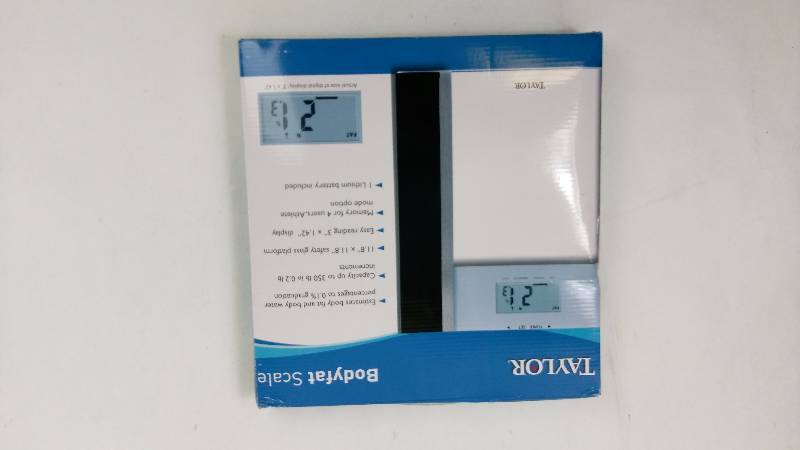 TAYLOR
Bodyfat Scale
► Estimates body fat and body water
percentages to 0.1% graduation
► Capacity up to 350 lb in 0.2 lb
increments
► 11.8" x 11.8" safety glass platform
► Easy reading 3" x 1.42" display
► Memory for 4 users, Athlete
mode option
► 1 Lithium battery included
FAT
Actual size of digital display: 3" x 1.42"
TAYLOR